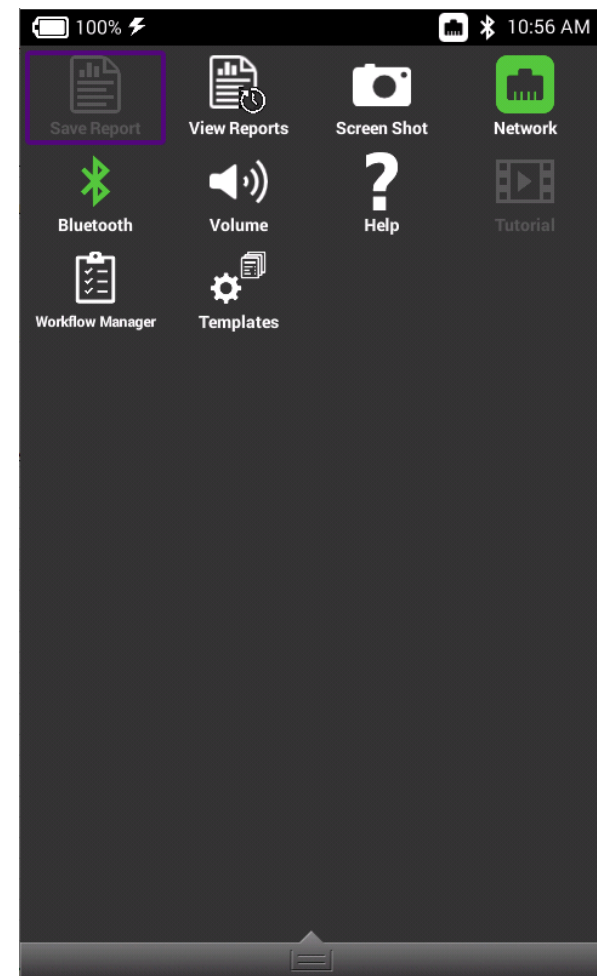 100% 10:56 AM
Save Report View Reports Screen Shot Network
Bluetooth Volume Help Tutorial
Workflow Manager Templates